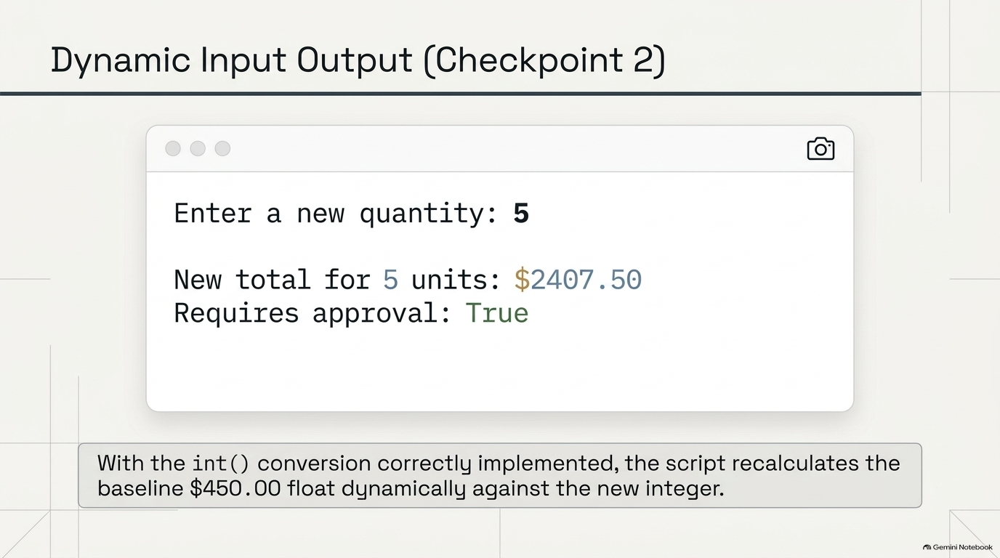 Dynamic Input Output (Checkpoint 2)
Enter a new quantity: 5
New total for 5 units: $2407.50
Requires approval: True
With the int() conversion correctly implemented, the script recalculates the
baseline $450.00 float dynamically against the new integer.
Gemini Notebook